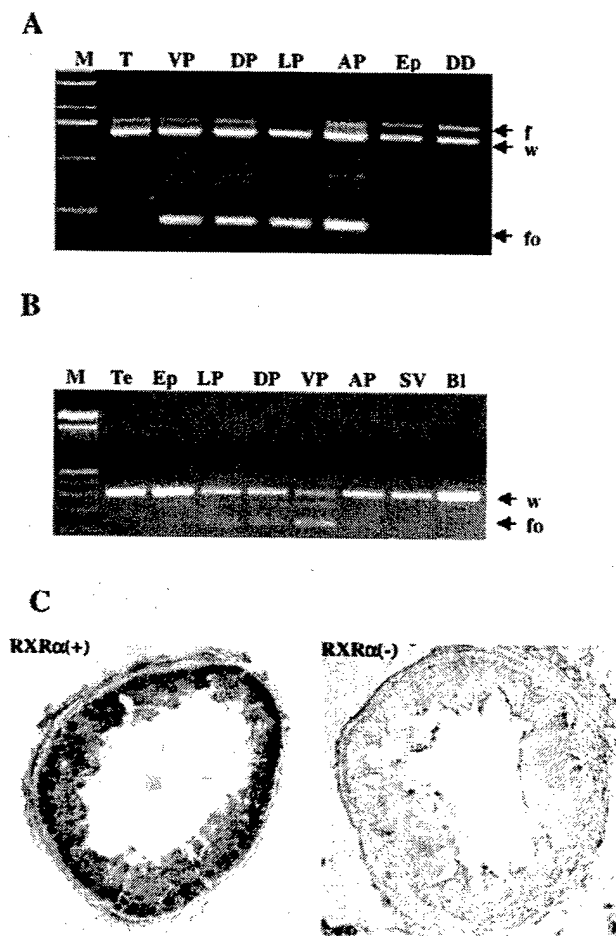 A
M T VP DP LP AP Ep DD
f
w
fo
B
M Te Ep LP DP VP AP SV Bl
w
fo
C
RXRα(+) RXRα(-)